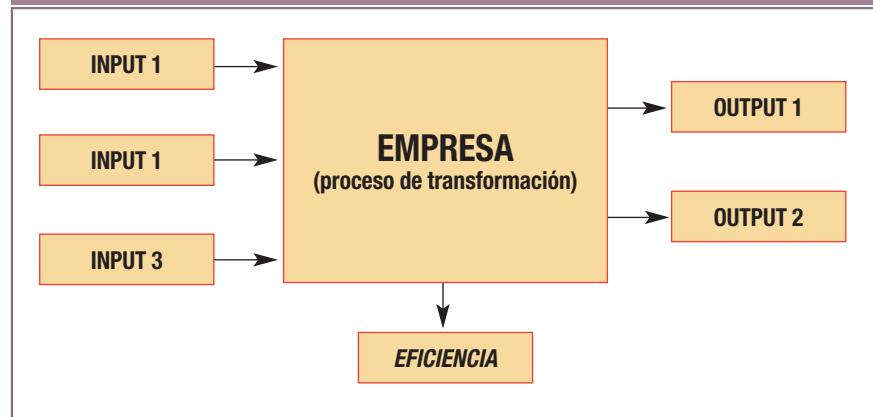 INPUT 1
INPUT 1
INPUT 3
EMPRESA
(proceso de transformación)
OUTPUT 1
OUTPUT 2
EFICIENCIA